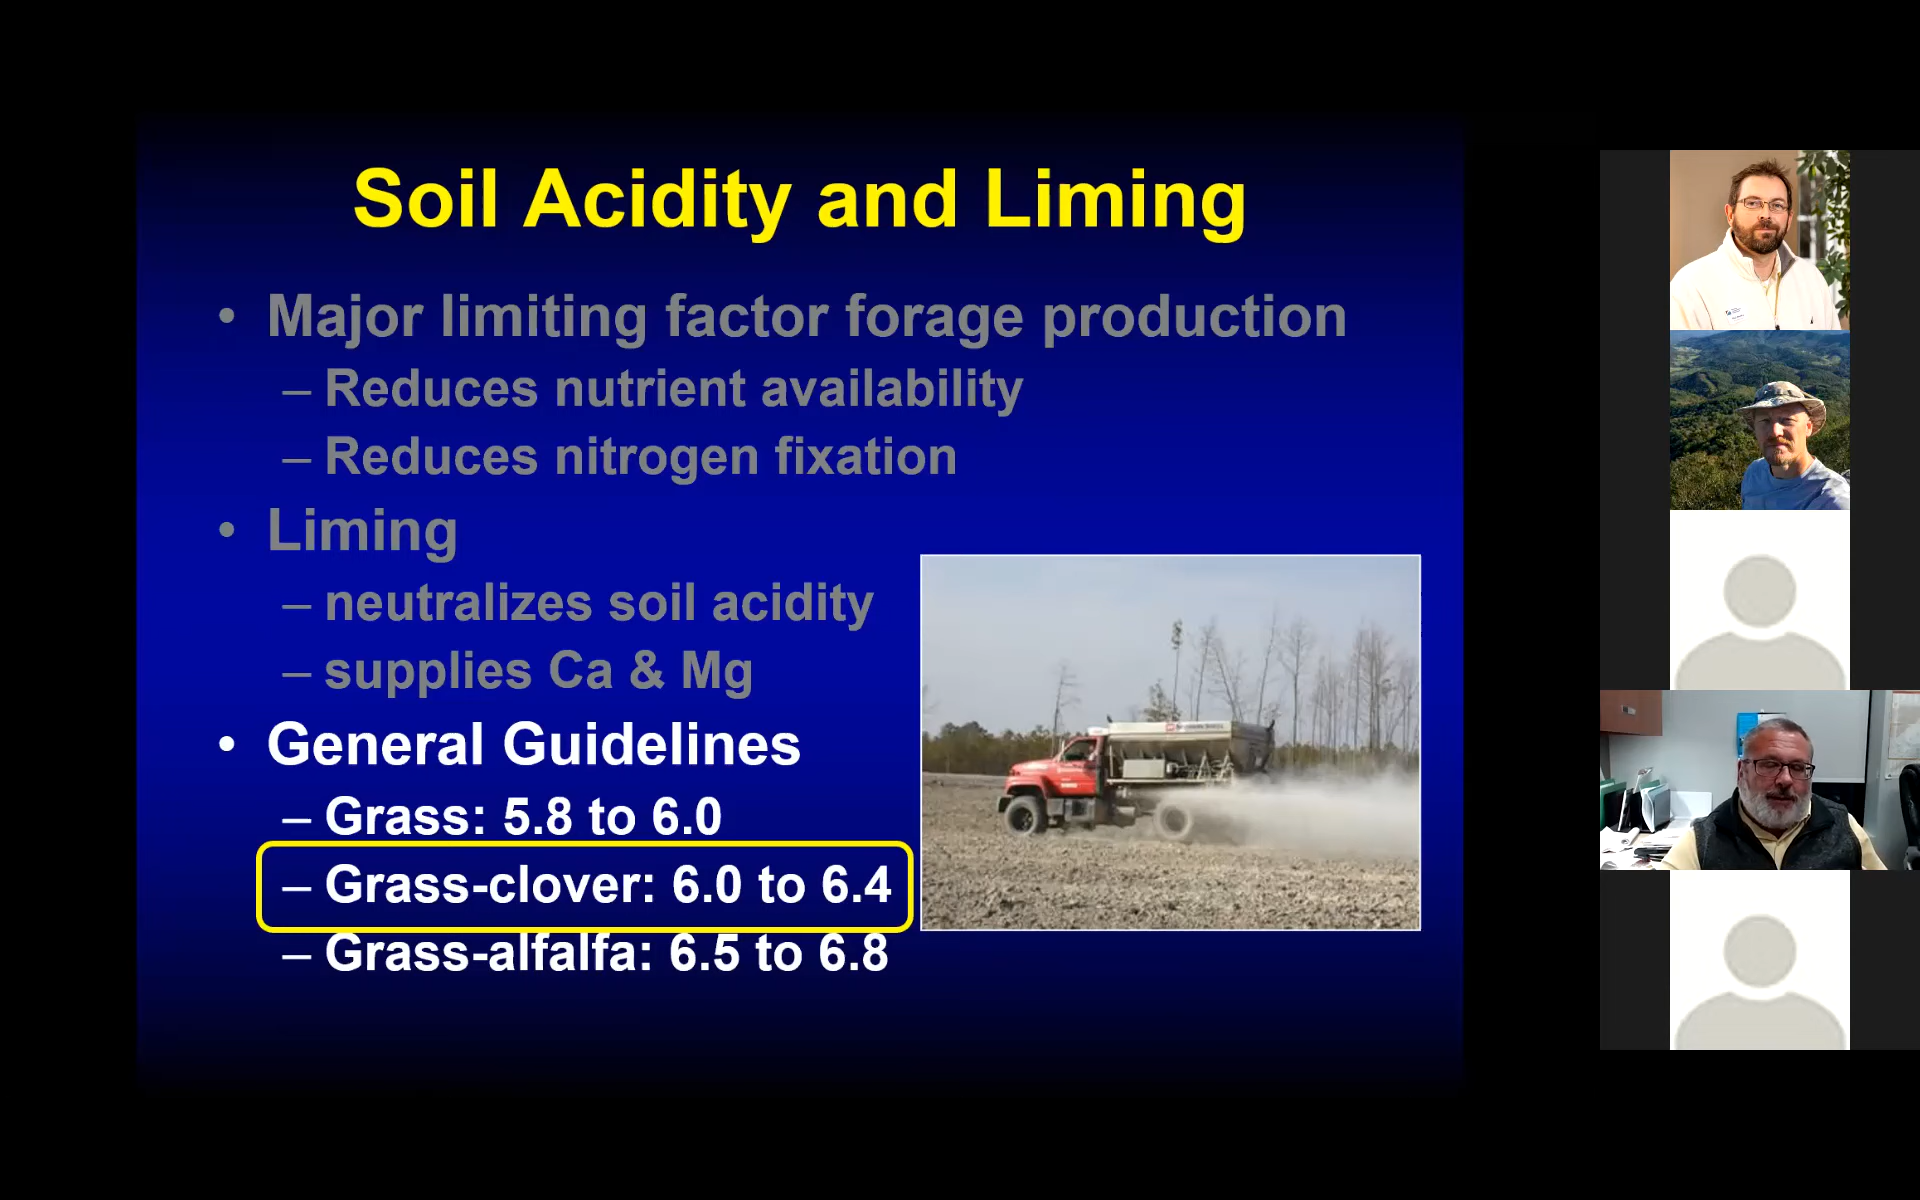 Soil Acidity and Liming
• Major limiting factor forage production
– Reduces nutrient availability
– Reduces nitrogen fixation
• Liming
– neutralizes soil acidity
– supplies Ca & Mg
• General Guidelines
– Grass: 5.8 to 6.0
– Grass-clover: 6.0 to 6.4
– Grass-alfalfa: 6.5 to 6.8